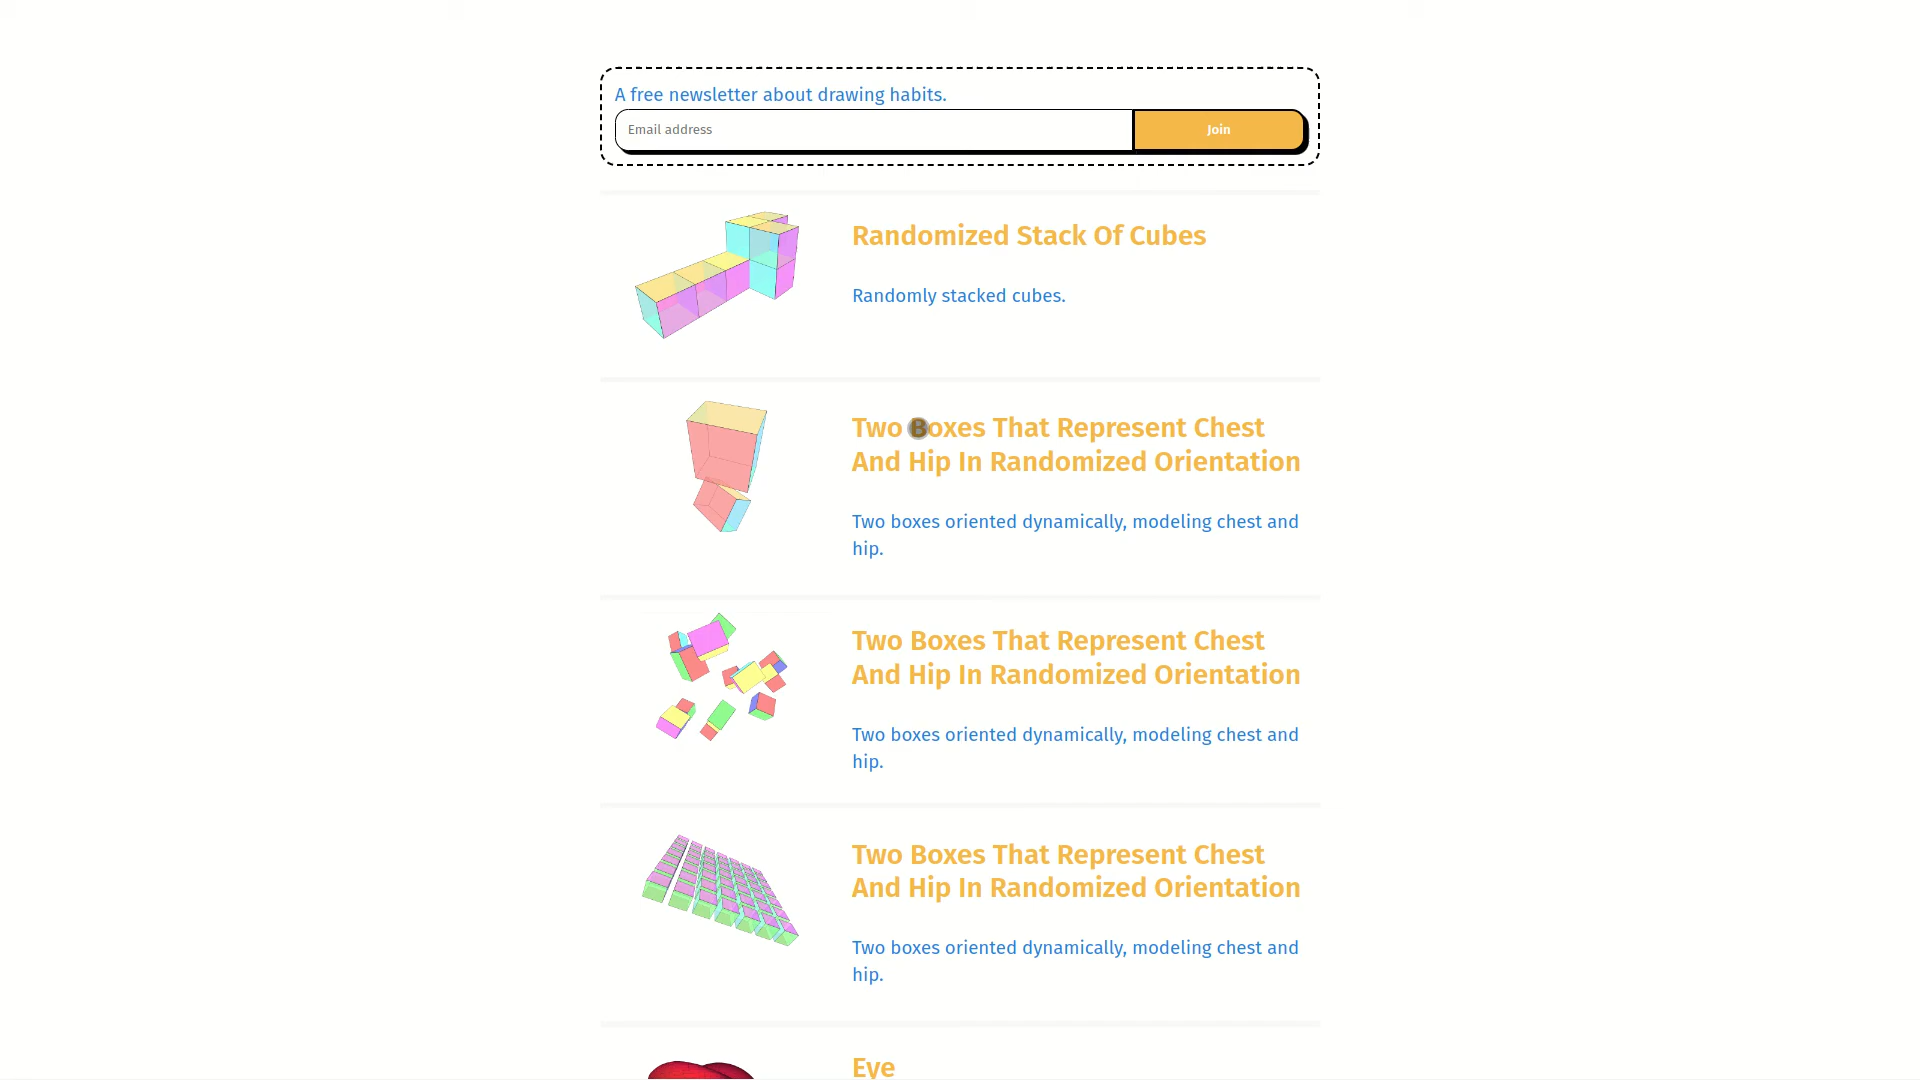 A free newsletter about drawing habits.
Email address
Join
Randomized Stack Of Cubes
Randomly stacked cubes.
Two Boxes That Represent Chest
And Hip In Randomized Orientation
Two boxes oriented dynamically, modeling chest and
hip.
Two Boxes That Represent Chest
And Hip In Randomized Orientation
Two boxes oriented dynamically, modeling chest and
hip.
Two Boxes That Represent Chest
And Hip In Randomized Orientation
Two boxes oriented dynamically, modeling chest and
hip.
Eye